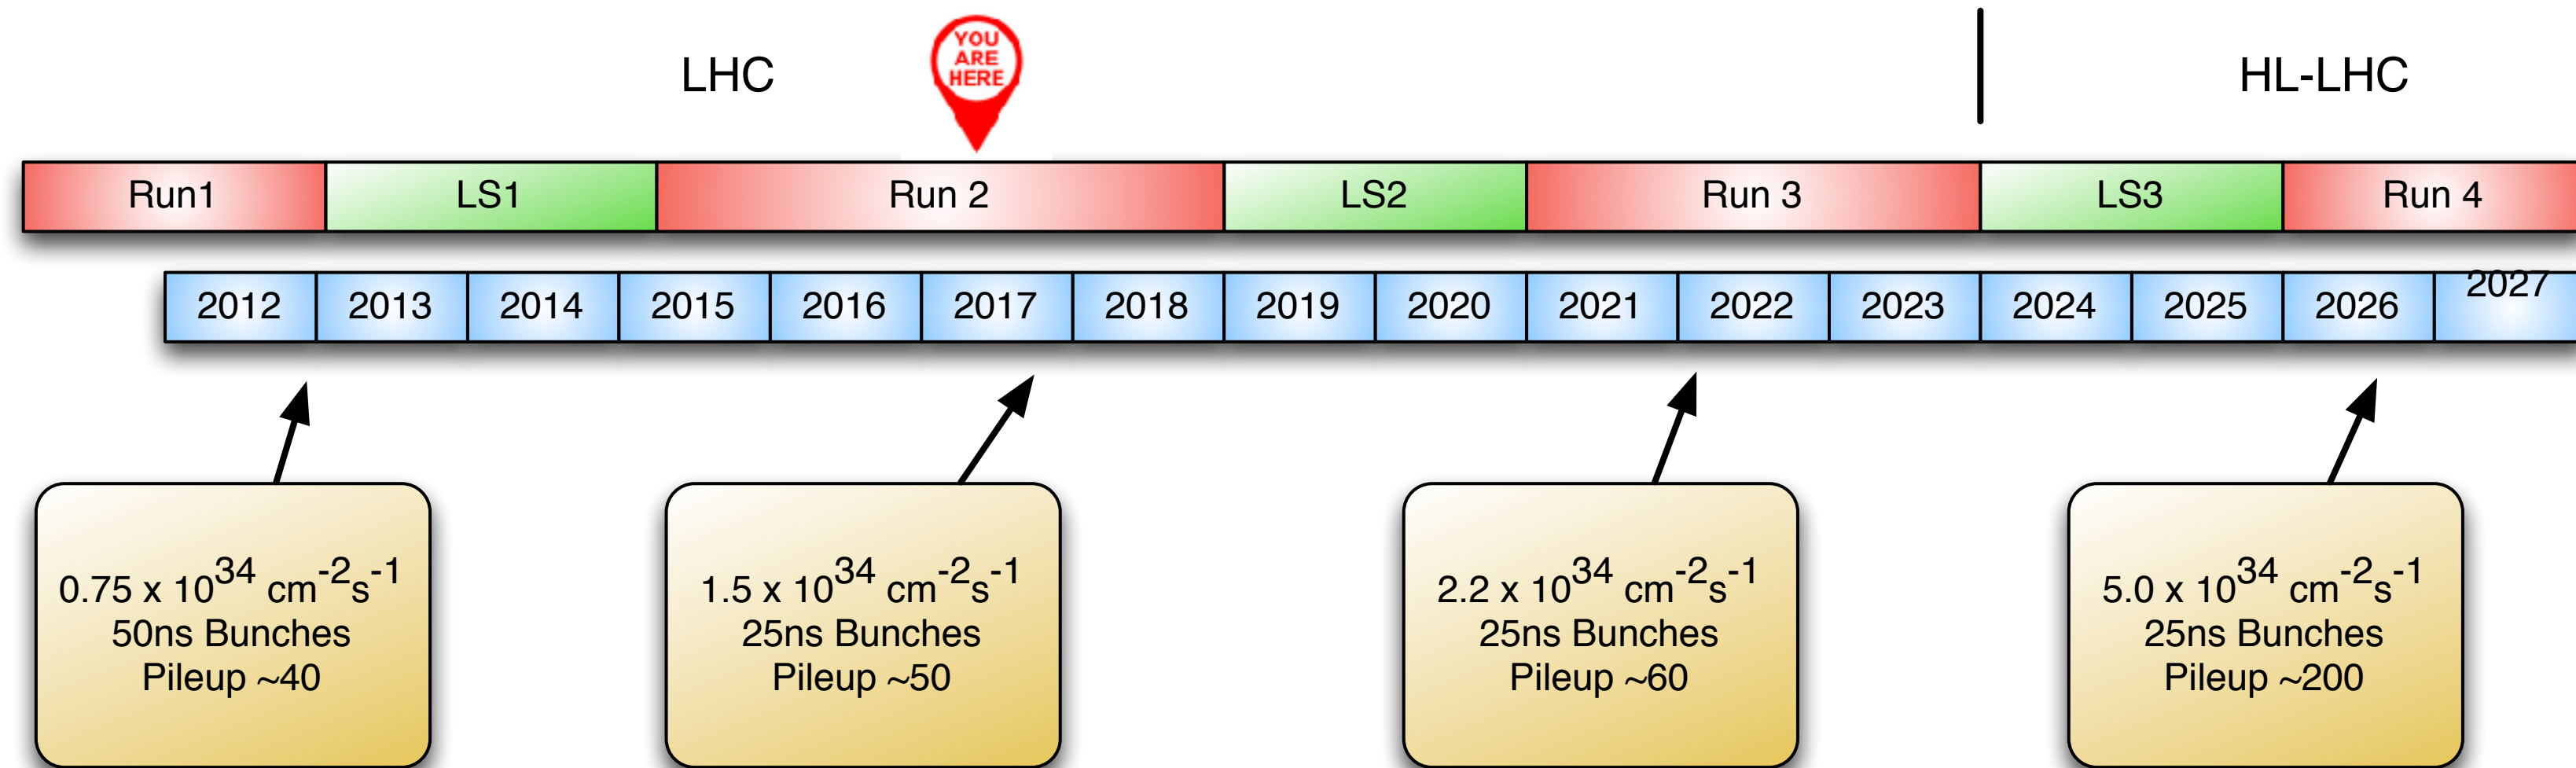 LHC
YOU
ARE
HERE
HL-LHC
Run1 LS1 Run 2 LS2 Run 3 LS3 Run 4
2012 2013 2014 2015 2016 2017 2018 2019 2020 2021 2022 2023 2024 2025 2026 2027
0.75 x 10^34 cm^-2s^-1
50ns Bunches
Pileup ~40
1.5 x 10^34 cm^-2s^-1
25ns Bunches
Pileup ~50
2.2 x 10^34 cm^-2s^-1
25ns Bunches
Pileup ~60
5.0 x 10^34 cm^-2s^-1
25ns Bunches
Pileup ~200